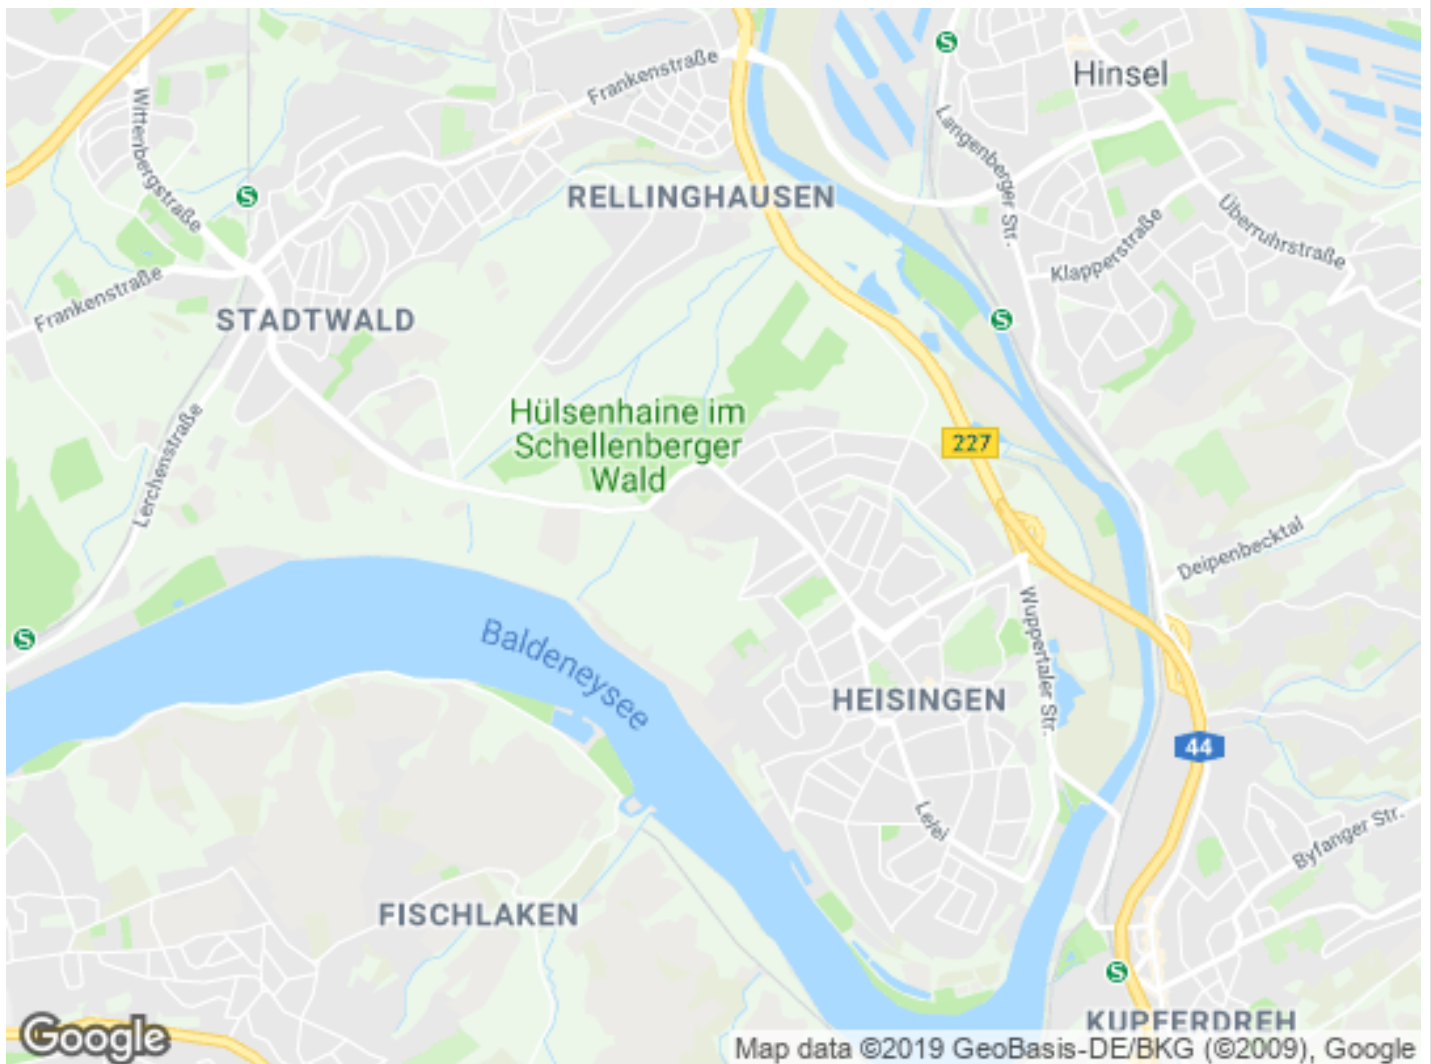 S
Hinsel
Frankenstraße
Wittenbergstraße
Langenberger Str.
S
RELLINGHAUSEN
Überruhrstraße
Klapperstraße
Frankenstraße
STADTWALD
S
Hülsenhaine im
Schellenberger
Wald
227
Lerchenstraße
Deipenbecktal
S
Baldeneysee
Wuppertaler Str.
HEISINGEN
44
Lelei
Byfanger Str.
FISCHLAKEN
S
KUPFERDREH
Google
Map data ©2019 GeoBasis-DE/BKG (©2009), Google